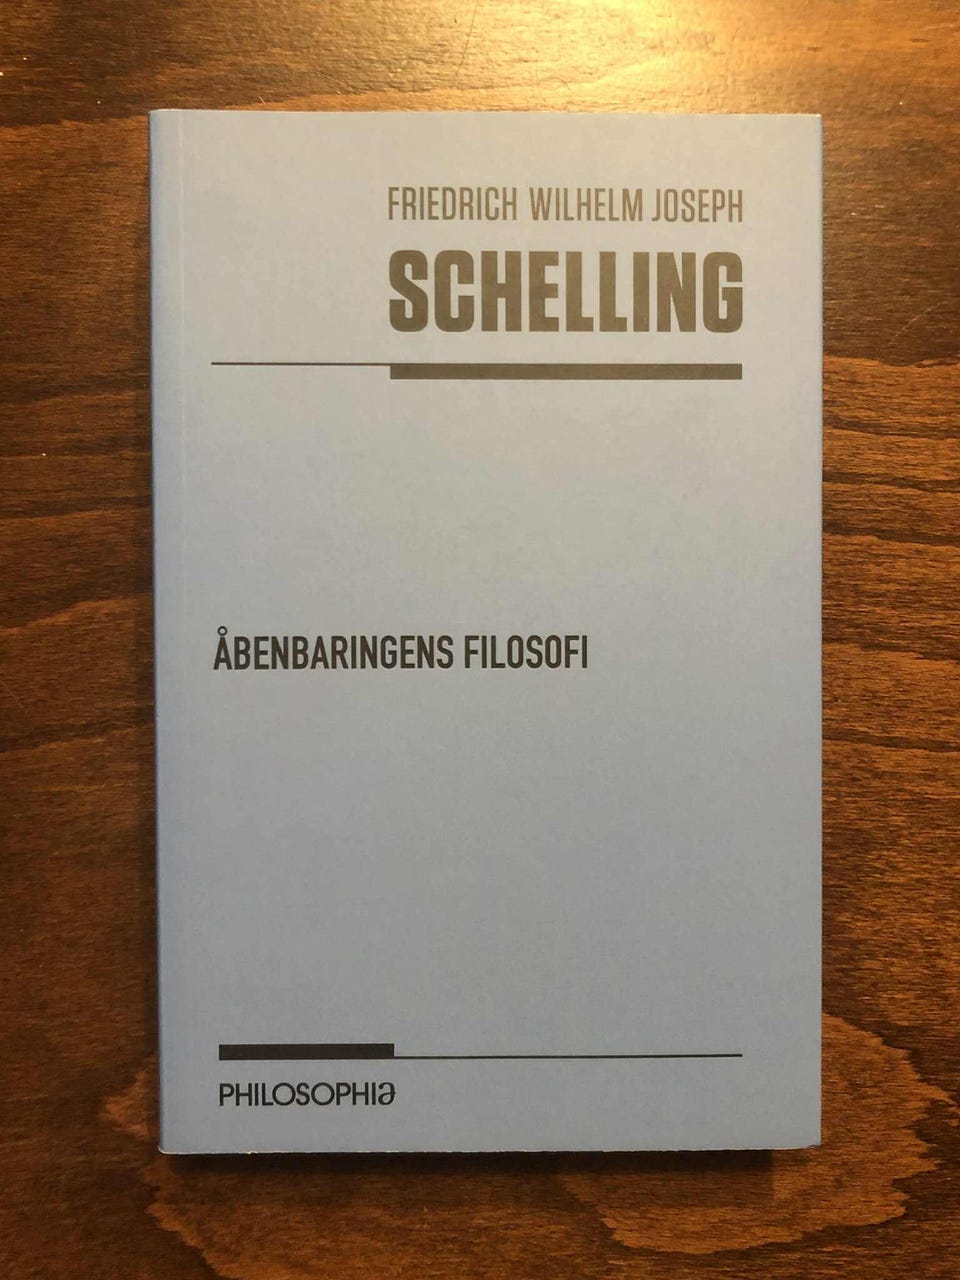 FRIEDRICH WILHELM JOSEPH
SCHELLING
ÅBENBARINGENS FILOSOFI
PHILOSOPHIA